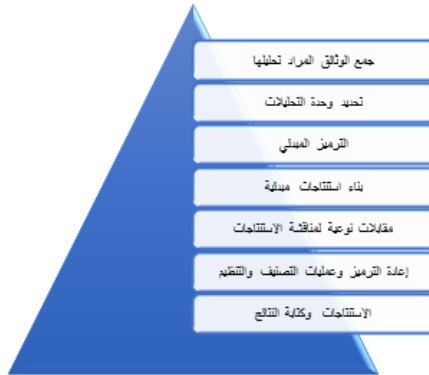 جمع الوثائق المراد تحليلها
تحديد وحدة التحليلات
الترميز المبدئي
بناء استنتاجات مبدئية
مقابلات نوعية لمناقشة الاستنتاجات
إعادة الترميز وعمليات التصنيف والتنظيم
الاستنتاجات وكتابة النتائج